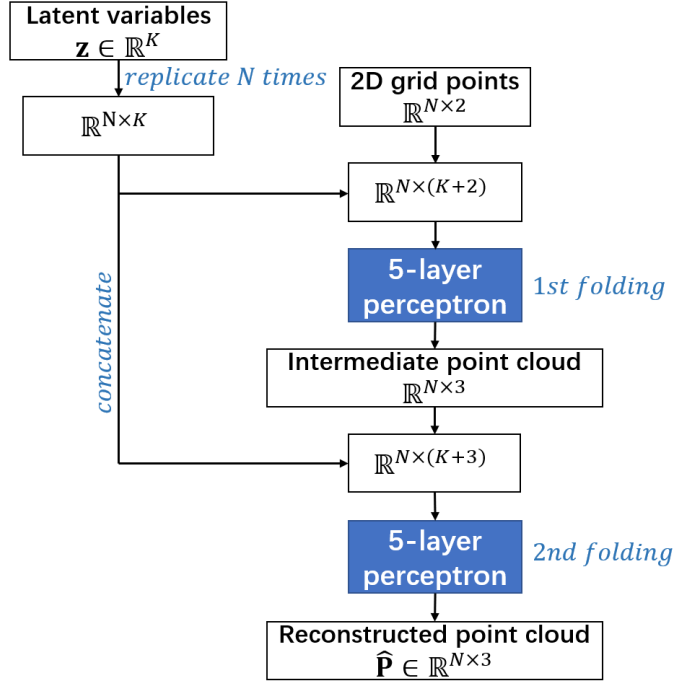 Latent variables
𝐳 ∈ ℝ^K
replicate N times
ℝ^{N×K}
2D grid points
ℝ^{N×2}
ℝ^{N×(K+2)}
5-layer
perceptron
1st folding
concatenate
Intermediate point cloud
ℝ^{N×3}
ℝ^{N×(K+3)}
5-layer
perceptron
2nd folding
Reconstructed point cloud
𝐏̂ ∈ ℝ^{N×3}